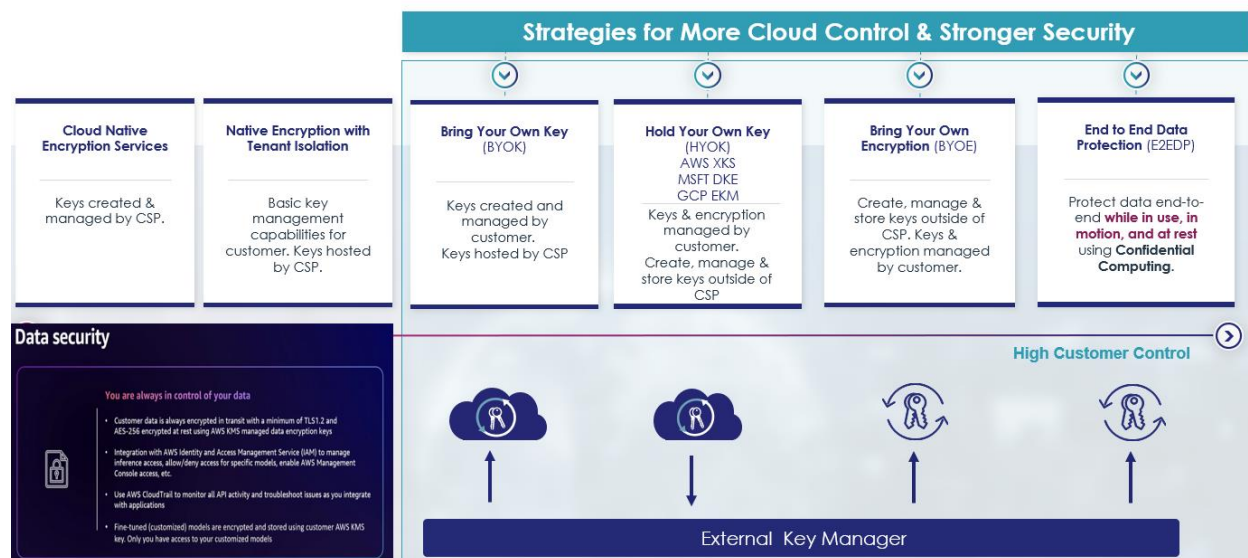 Strategies for More Cloud Control & Stronger Security
Cloud Native
Encryption Services
Keys created &
managed by CSP.
Native Encryption with
Tenant Isolation
Basic key
management
capabilities for
customer. Keys hosted
by CSP.
Bring Your Own Key
(BYOK)
Keys created and
managed by
customer.
Keys hosted by CSP
Hold Your Own Key
(HYOK)
AWS XKS
MSFT DKE
GCP EKM
Keys & encryption
managed by
customer.
Create, manage &
store keys outside of
CSP
Bring Your Own
Encryption (BYOE)
Create, manage &
store keys outside of
CSP. Keys &
encryption managed
by customer.
End to End Data
Protection (E2EDP)
Protect data end-to-
end while in use, in
motion, and at rest
using Confidential
Computing.
High Customer Control
Data security
You are always in control of your data
• Customer data is always encrypted in transit with a minimum of TLS1.2 and
AES-256 encrypted at rest using AWS KMS managed data encryption keys
• Integration with AWS Identity and Access Management Service (IAM) to manage
inference access, allow/deny access for specific models, enable AWS Management
Console access, etc.
• Use AWS CloudTrail to monitor all API activity and troubleshoot issues as you integrate
with applications
• Fine-tuned (customized) models are encrypted and stored using customer AWS KMS
key. Only you have access to your customized models
External Key Manager